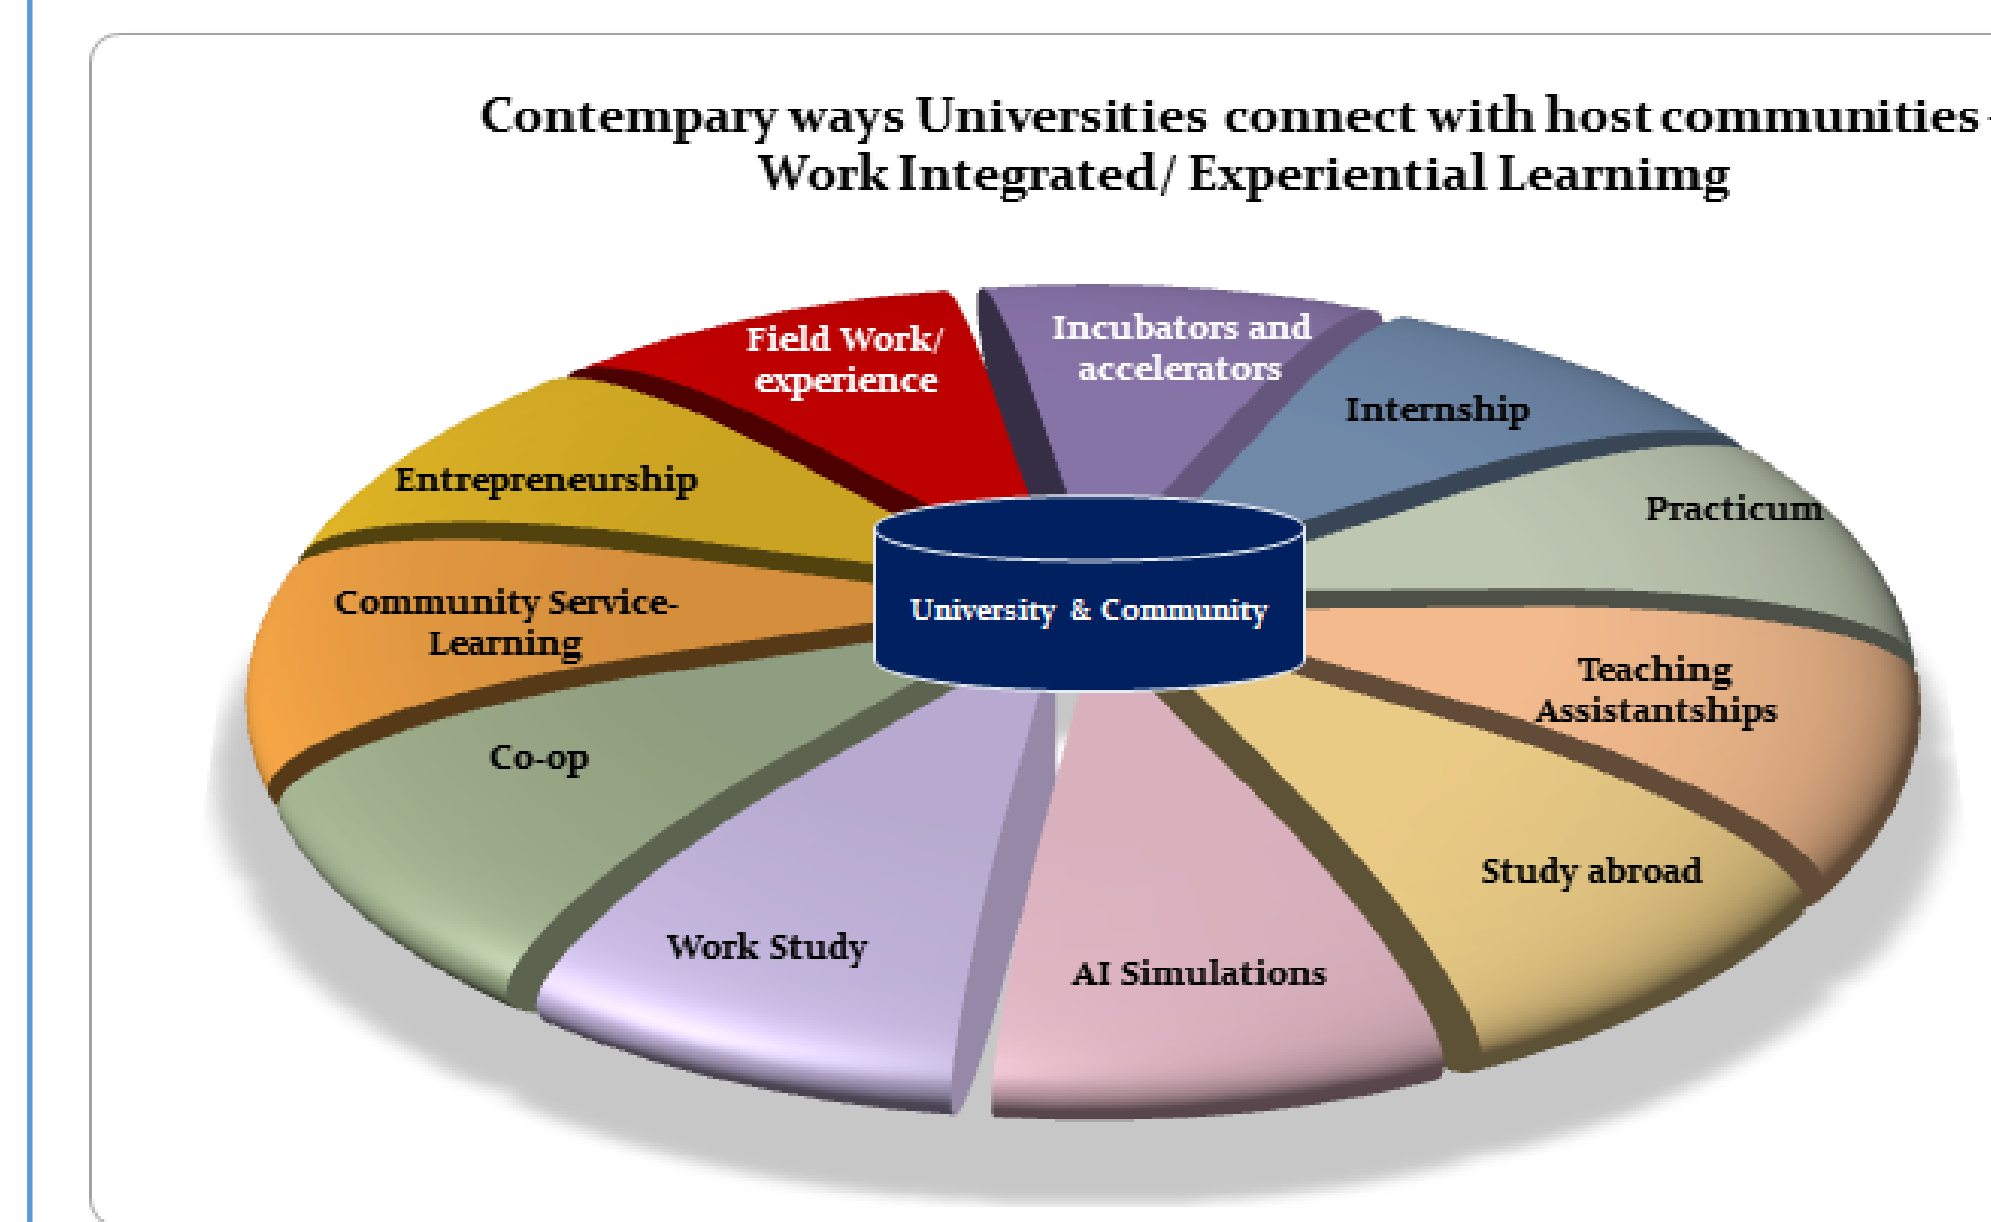 Contempary ways Universities connect with host communities -
Work Integrated/ Experiential Learnimg
Field Work/
experience
Incubators and
accelerators
Internship
Practicum
Teaching
Assistantships
Study abroad
AI Simulations
Work Study
Co-op
Community Service-
Learning
Entrepreneurship
University & Community